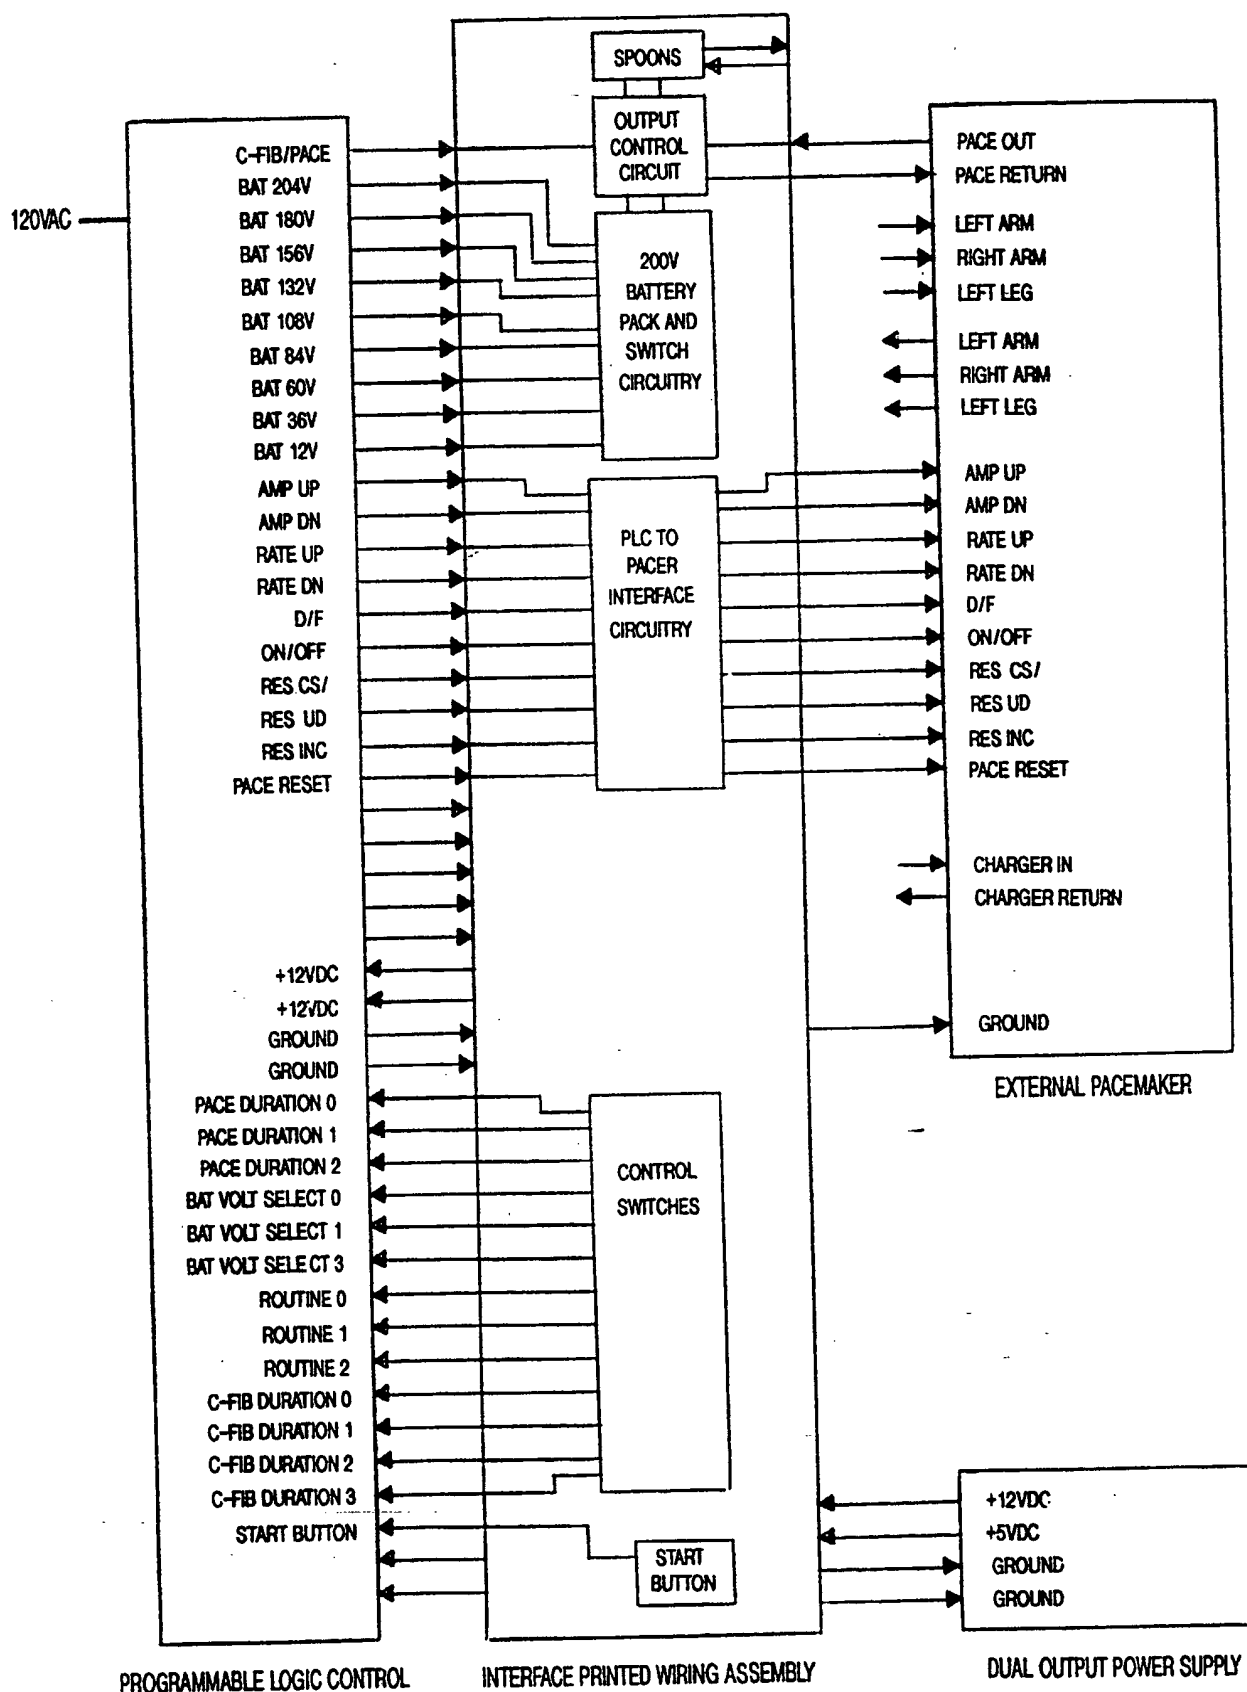 120VAC
C-FIB/PACE
BAT 204V
BAT 180V
BAT 156V
BAT 132V
BAT 108V
BAT 84V
BAT 60V
BAT 36V
BAT 12V
AMP UP
AMP DN
RATE UP
RATE DN
D/F
ON/OFF
RES CS/
RES UD
RES INC
PACE RESET
+12VDC
+12VDC
GROUND
GROUND
PACE DURATION 0
PACE DURATION 1
PACE DURATION 2
BAT VOLT SELECT 0
BAT VOLT SELECT 1
BAT VOLT SELECT 3
ROUTINE 0
ROUTINE 1
ROUTINE 2
C-FIB DURATION 0
C-FIB DURATION 1
C-FIB DURATION 2
C-FIB DURATION 3
START BUTTON
PROGRAMMABLE LOGIC CONTROL
SPOONS
OUTPUT
CONTROL
CIRCUIT
200V
BATTERY
PACK AND
SWITCH
CIRCUITRY
PLC TO
PACER
INTERFACE
CIRCUITRY
CONTROL
SWITCHES
START
BUTTON
INTERFACE PRINTED WIRING ASSEMBLY
PACE OUT
PACE RETURN
LEFT ARM
RIGHT ARM
LEFT LEG
LEFT ARM
RIGHT ARM
LEFT LEG
AMP UP
AMP DN
RATE UP
RATE DN
D/F
ON/OFF
RES CS/
RES UD
RES INC
PACE RESET
CHARGER IN
CHARGER RETURN
GROUND
EXTERNAL PACEMAKER
+12VDC
+5VDC
GROUND
GROUND
DUAL OUTPUT POWER SUPPLY